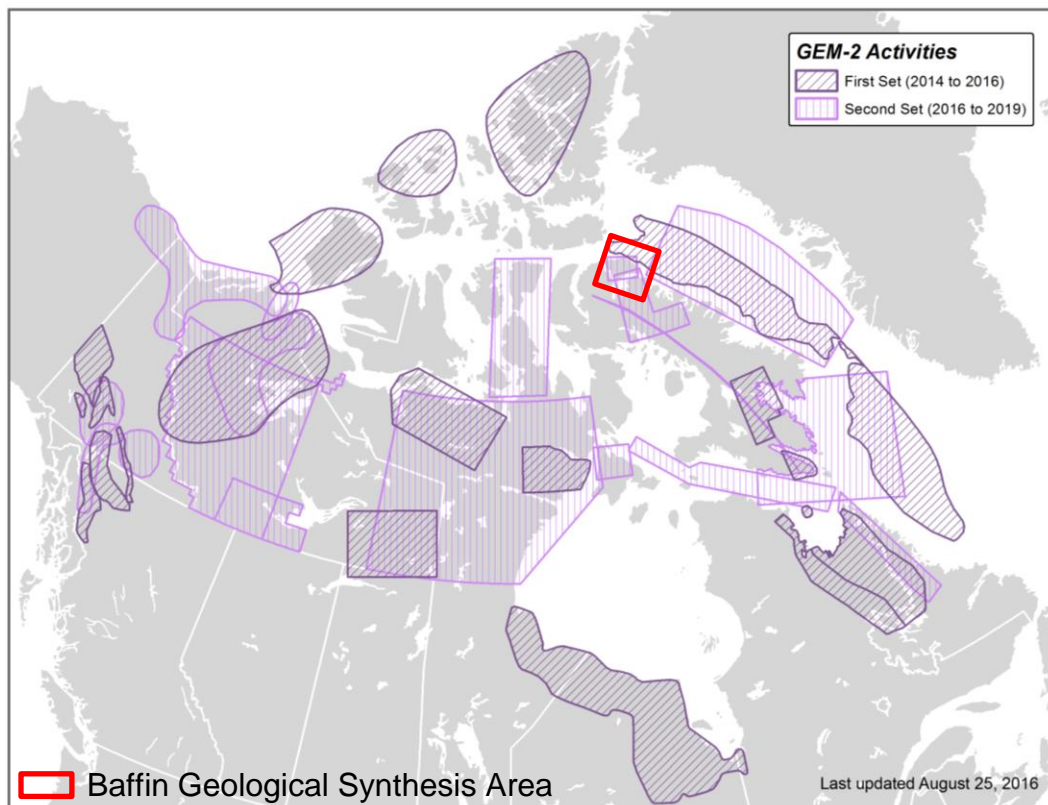 GEM-2 Activities
First Set (2014 to 2016)
Second Set (2016 to 2019)
Baffin Geological Synthesis Area
Last updated August 25, 2016